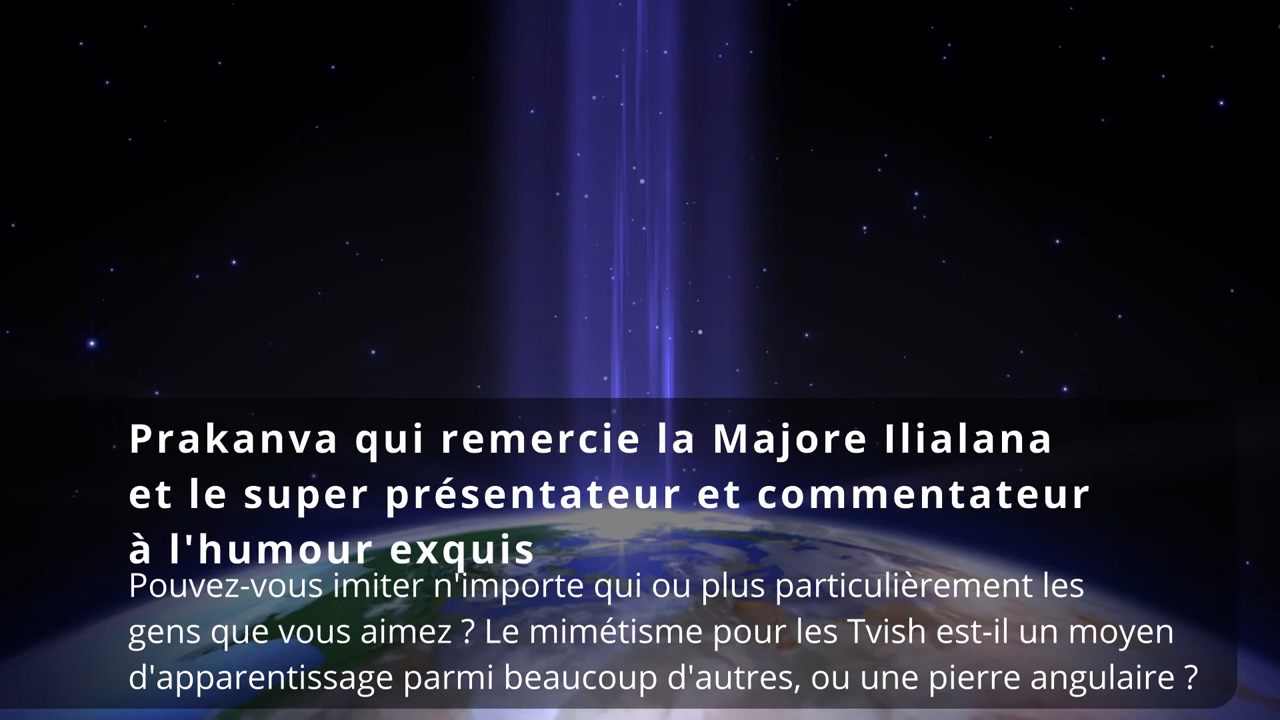 Prakanva qui remercie la Majore Ilialana
et le super présentateur et commentateur
à l'humour exquis
Pouvez-vous imiter n'importe qui ou plus particulièrement les
gens que vous aimez ? Le mimétisme pour les Tvish est-il un moyen
d'apparentissage parmi beaucoup d'autres, ou une pierre angulaire ?